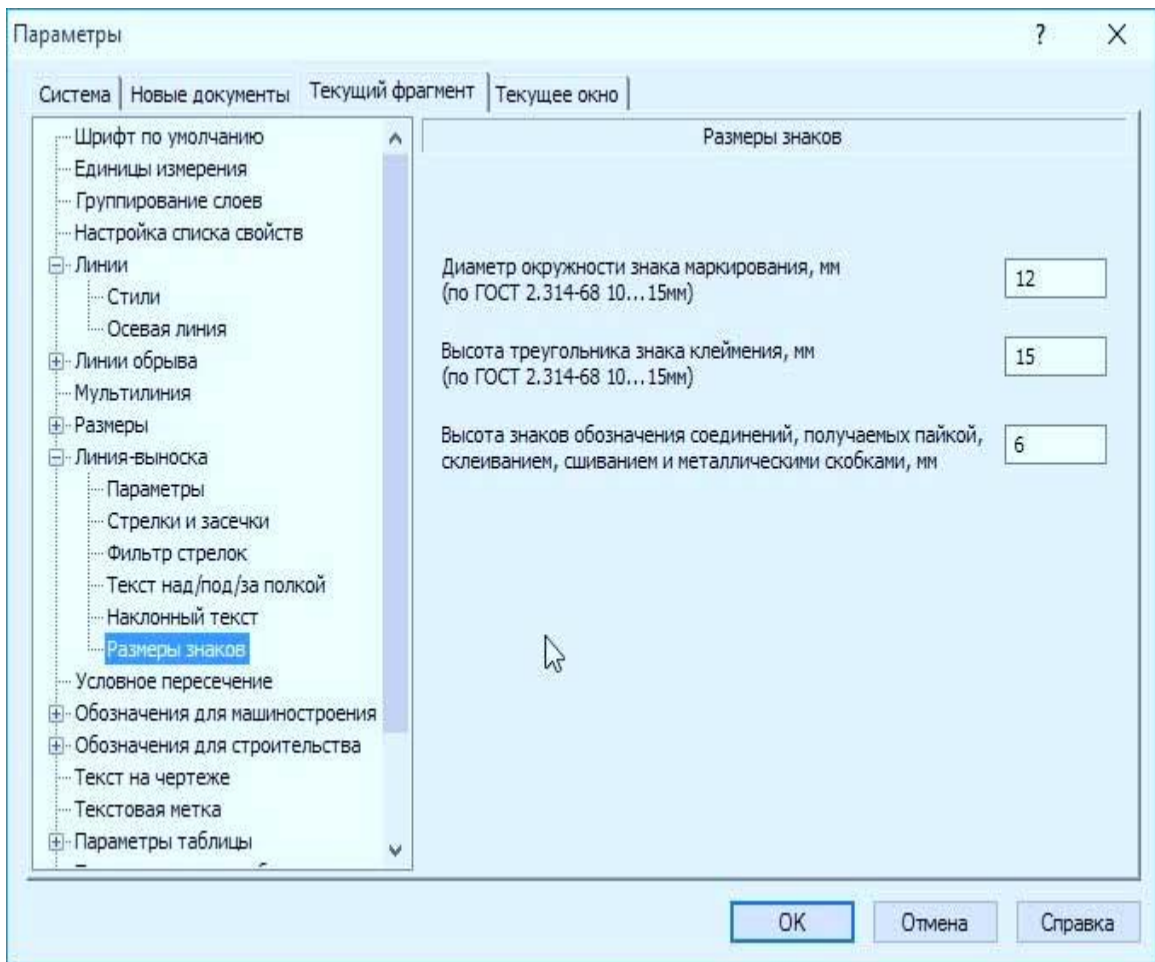 Параметры
?
Система
Новые документы
Текущий фрагмент
Текущее окно
Шрифт по умолчанию
Единицы измерения
Группирование слоев
Настройка списка свойств
Линии
Стили
Осевая линия
Линии обрыва
Мультилиния
Размеры
Линия-выноска
Параметры
Стрелки и засечки
Фильтр стрелок
Текст над/под/за полкой
Наклонный текст
Размеры знаков
Условное пересечение
Обозначения для машиностроения
Обозначения для строительства
Текст на чертеже
Текстовая метка
Параметры таблицы
Размеры знаков
Диаметр окружности знака маркирования, мм
(по ГОСТ 2.314-68 10...15мм)
12
Высота треугольника знака клеймения, мм
(по ГОСТ 2.314-68 10...15мм)
15
Высота знаков обозначения соединений, получаемых пайкой,
склеиванием, сшиванием и металлическими скобками, мм
6
OK
Отмена
Справка